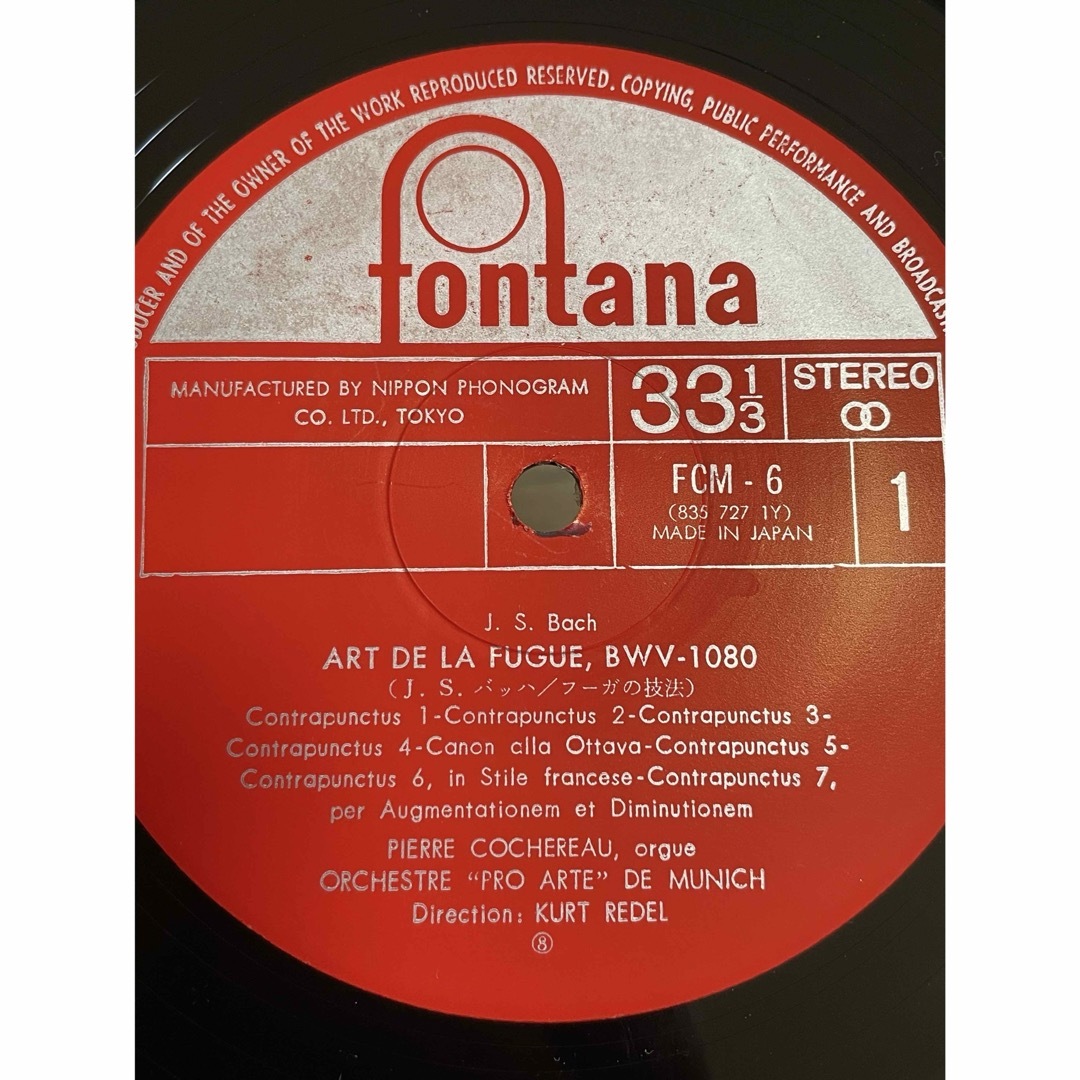 DUCER AND OF THE OWNER OF THE WORK REPRODUCED RESERVED. COPYING, PUBLIC PERFORMANCE AND BROADCAST
fontana
MANUFACTURED BY NIPPON PHONOGRAM
CO. LTD., TOKYO
33 1/3
STEREO
FCM - 6
(835 727 1Y)
MADE IN JAPAN
1
J. S. Bach
ART DE LA FUGUE, BWV-1080
(J. S. バッハ／フーガの技法)
Contrapunctus 1-Contrapunctus 2-Contrapunctus 3-
Contrapunctus 4-Canon alla Ottava-Contrapunctus 5-
Contrapunctus 6, in Stile francese-Contrapunctus 7,
per Augmentationem et Diminutionem
PIERRE COCHEREAU, orgue
ORCHESTRE “PRO ARTE” DE MUNICH
Direction: KURT REDEL
⑧